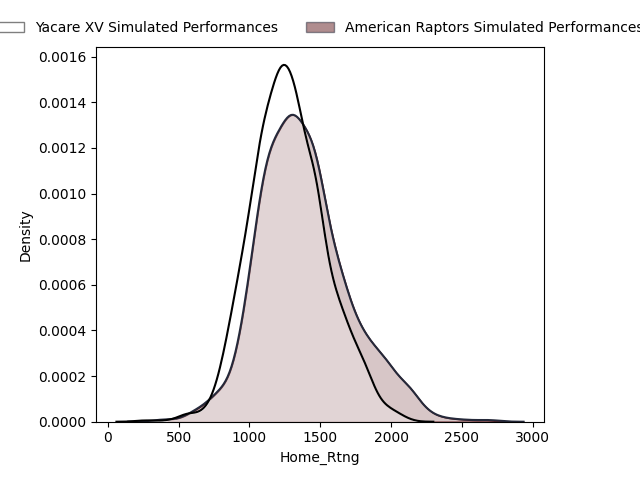 Yacare XV Simulated Performances American Raptors Simulated Performances
0.0016
0.0014
0.0012
0.0010
0.0008
0.0006
0.0004
0.0002
0.0000
Density
0 500 1000 1500 2000 2500 3000
Home_Rtng